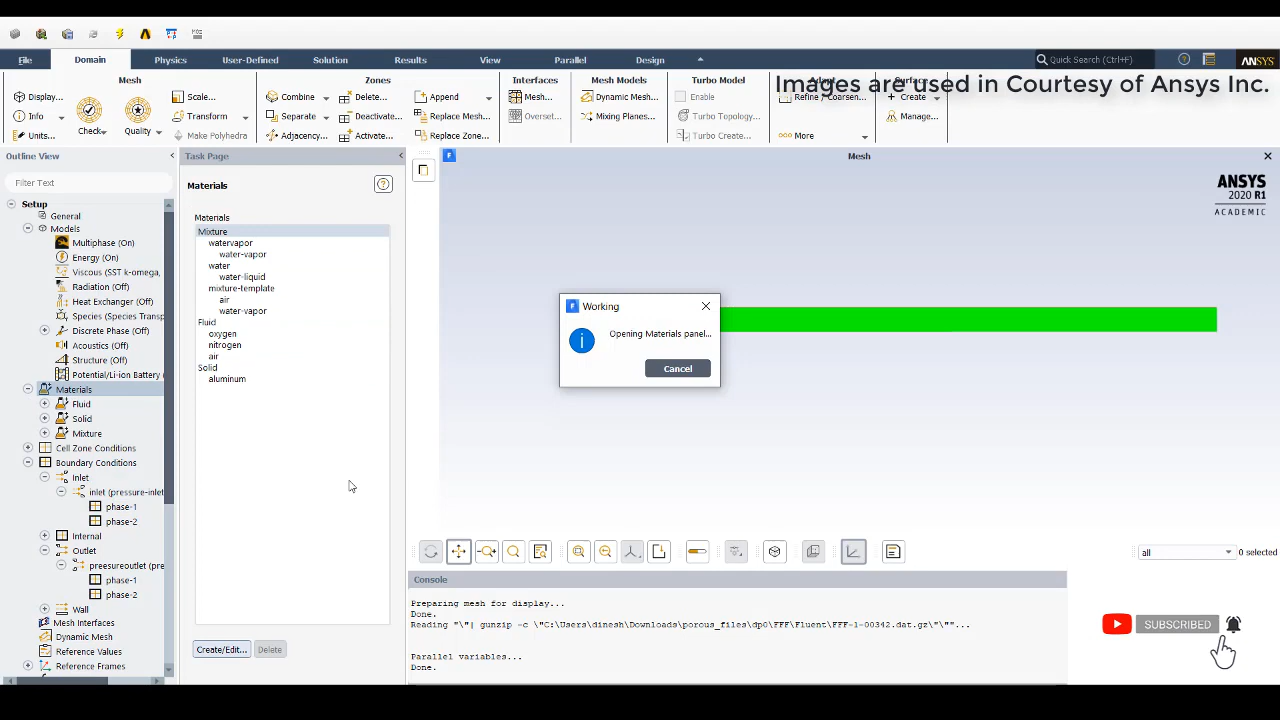 File
Domain
Physics
User-Defined
Solution
Results
View
Parallel
Design
Quick Search (Ctrl+F)
ANSYS
Mesh
Zones
Interfaces
Mesh Models
Turbo Model
Adapt
Surface
Images are used in Courtesy of Ansys Inc.
Display...
Scale...
Combine
Delete...
Append
Mesh...
Dynamic Mesh...
Enable
Refine / Coarsen...
Create
Info
Transform
Separate
Deactivate...
Replace Mesh...
Overset...
Mixing Planes...
Turbo Topology...
Manage...
Units...
Check
Quality
Make Polyhedra
Adjacency...
Activate...
Replace Zone...
Turbo Create...
More
Outline View
Task Page
Mesh
Filter Text
Materials
ANSYS
2020 R1
ACADEMIC
Setup
General
Models
Multiphase (On)
Energy (On)
Viscous (SST k-omega,
Radiation (Off)
Heat Exchanger (Off)
Species (Species Transp
Discrete Phase (Off)
Acoustics (Off)
Structure (Off)
Potential/Li-ion Battery (
Materials
Fluid
Solid
Mixture
Cell Zone Conditions
Boundary Conditions
Inlet
inlet (pressure-inlet
phase-1
phase-2
Internal
Outlet
preesureoutlet (pre
phase-1
phase-2
Wall
Mesh Interfaces
Dynamic Mesh
Reference Values
Reference Frames
Materials
Mixture
watervapor
water-vapor
water
water-liquid
mixture-template
air
water-vapor
Fluid
oxygen
nitrogen
air
Solid
aluminum
Create/Edit...
Delete
Working
Opening Materials panel...
Cancel
all
0 selected
Console
Preparing mesh for display...
Done.
Reading "\"| gunzip -c \"C:\Users\dinesh\Downloads\porous_files\dp0\FFF\Fluent\FFF-1-00342.dat.gz\"\""...
Parallel variables...
Done.
SUBSCRIBED